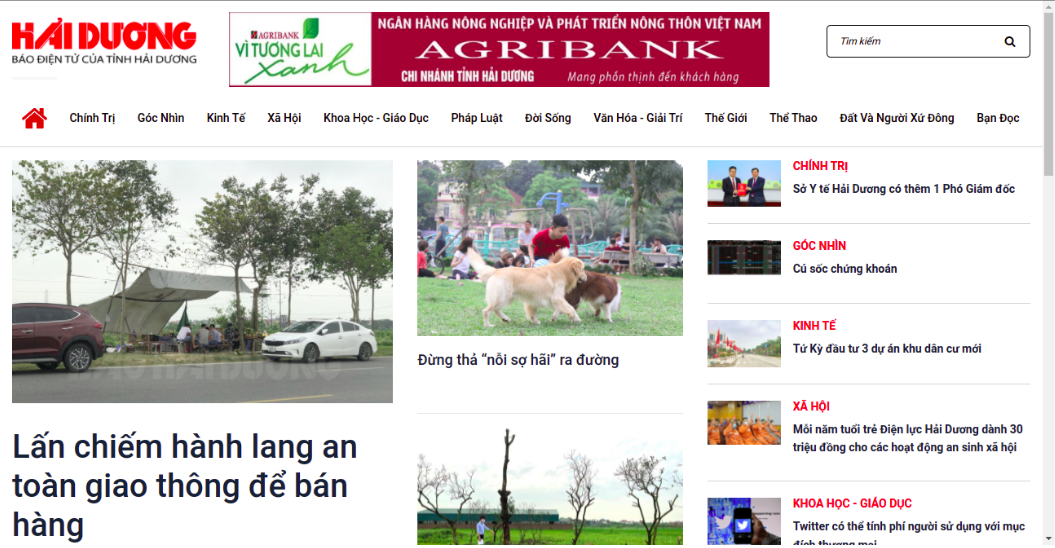 HẢI DƯƠNG
BÁO ĐIỆN TỬ CỦA TỈNH HẢI DƯƠNG
AGRIBANK
VÌ TƯƠNG LAI
xanh
NGÂN HÀNG NÔNG NGHIỆP VÀ PHÁT TRIỂN NÔNG THÔN VIỆT NAM
AGRIBANK
CHI NHÁNH TỈNH HẢI DƯƠNG
Mang phồn thịnh đến khách hàng
Tìm kiếm
Chính Trị
Góc Nhìn
Kinh Tế
Xã Hội
Khoa Học - Giáo Dục
Pháp Luật
Đời Sống
Văn Hóa - Giải Trí
Thế Giới
Thể Thao
Đất Và Người Xứ Đông
Bạn Đọc
BÁO HẢI DƯƠNG
Lấn chiếm hành lang an
toàn giao thông để bán
hàng
Đừng thả “nỗi sợ hãi” ra đường
CHÍNH TRỊ
Sở Y tế Hải Dương có thêm 1 Phó Giám đốc
GÓC NHÌN
Cú sốc chứng khoán
KINH TẾ
Tứ Kỳ đầu tư 3 dự án khu dân cư mới
XÃ HỘI
Mỗi năm tuổi trẻ Điện lực Hải Dương dành 30
triệu đồng cho các hoạt động an sinh xã hội
KHOA HỌC - GIÁO DỤC
Twitter có thể tính phí người sử dụng với mục
đích thương mại